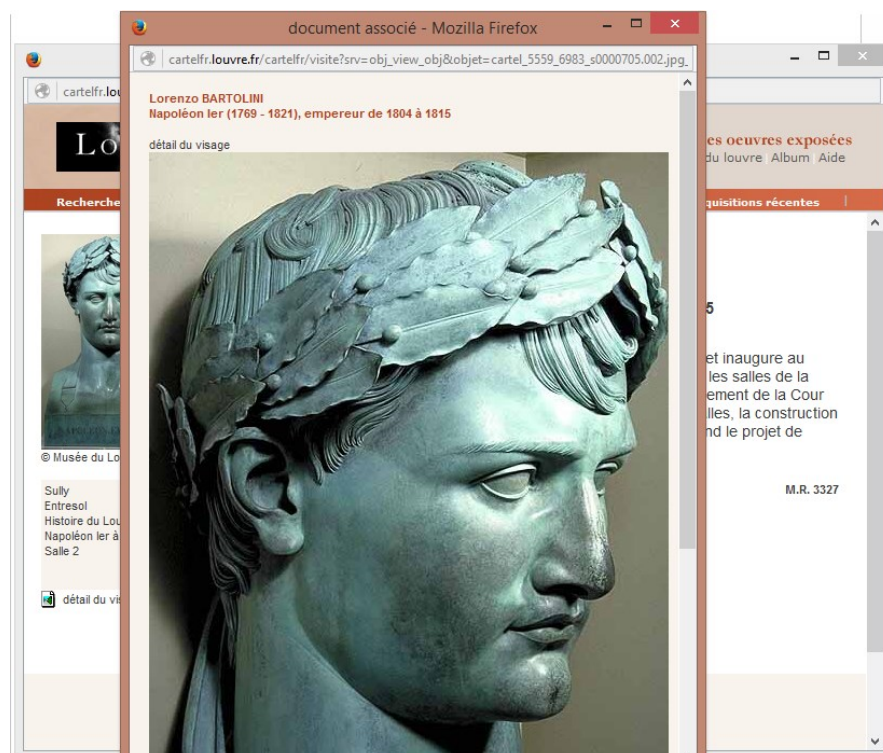 document associé - Mozilla Firefox
cartelfr.louvre.fr/cartelfr/visite?srv=obj_view_obj&objet=cartel_5559_6983_s0000705.002.jpg_
Lorenzo BARTOLINI
Napoléon Ier (1769 - 1821), empereur de 1804 à 1815
détail du visage
cartelfr.lou
Lo
es oeuvres exposées
du louvre | Album | Aide
Recherche
quisitions récentes |
5
et inaugure au
les salles de la
ement de la Cour
lles, la construction
nd le projet de
M.R. 3327
NAPOLEON
© Musée du Lo
Sully
Entresol
Histoire du Lou
Napoléon Ier à
Salle 2
détail du vi